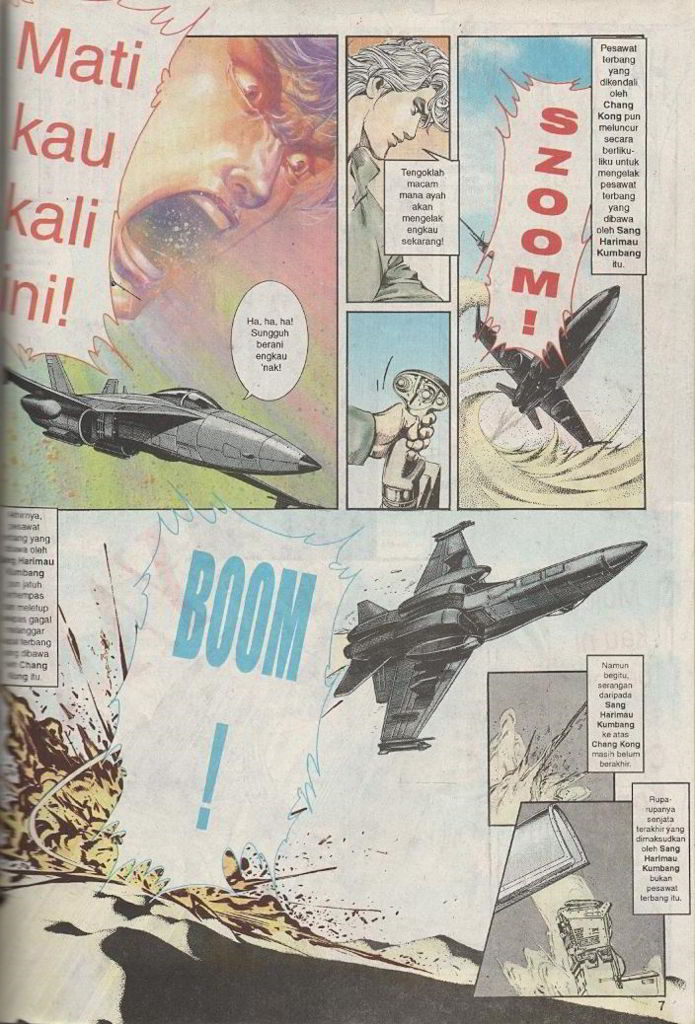 Mati
kau
kali
ini!
Ha, ha, ha!
Sungguh
berani
engkau
'nak!
Tengoklah
macam
mana ayah
akan
mengelak
engkau
sekarang!
SZOOM!
Pesawat
terbang
yang
dikendali
oleh
Chang
Kong pun
meluncur
secara
berliku-
liku untuk
mengelak
pesawat
terbang
yang
dibawa
oleh Sang
Harimau
Kumbang
itu.
pesawat
yang
oleh
Harimau
Kumbang
jatuh
meletup
gagal
terbang
dibawa
Chang
itu.
BOOM
!
Namun
begitu,
serangan
daripada
Sang
Harimau
Kumbang
ke atas
Chang Kong
masih belum
berakhir.
Rupa-
rupanya
senjata
terakhir yang
dimaksudkan
oleh Sang
Harimau
Kumbang
bukan
pesawat
terbang itu.
7